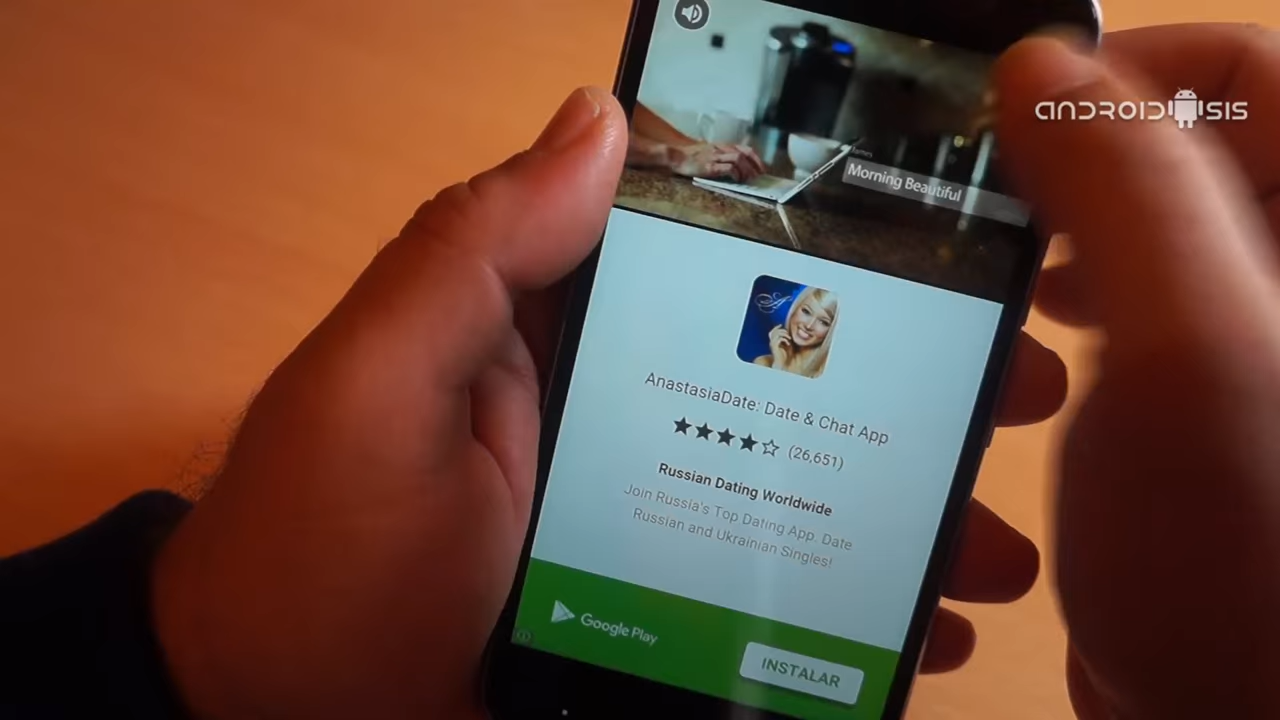 ANDROIDSIS
Morning Beautiful
AnastasiaDate: Date & Chat App
(26,651)
Russian Dating Worldwide
Join Russia's Top Dating App. Date
Russian and Ukrainian Singles!
Google Play
INSTALAR